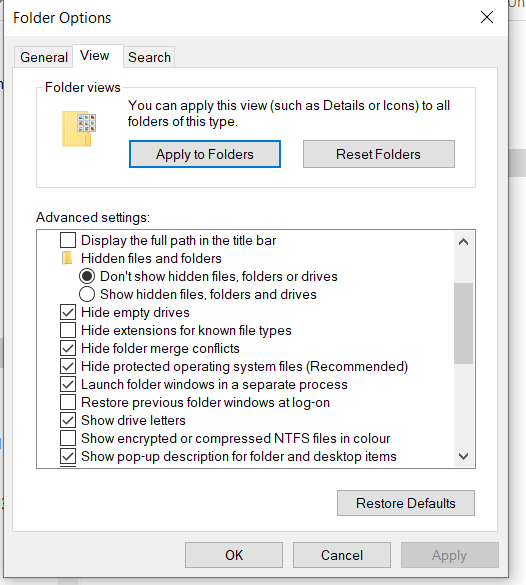 Folder Options
General
View
Search
Folder views
You can apply this view (such as Details or Icons) to all
folders of this type.
Apply to Folders
Reset Folders
Advanced settings:
Display the full path in the title bar
Hidden files and folders
Don't show hidden files, folders or drives
Show hidden files, folders and drives
Hide empty drives
Hide extensions for known file types
Hide folder merge conflicts
Hide protected operating system files (Recommended)
Launch folder windows in a separate process
Restore previous folder windows at log-on
Show drive letters
Show encrypted or compressed NTFS files in colour
Show pop-up description for folder and desktop items
Restore Defaults
OK
Cancel
Apply